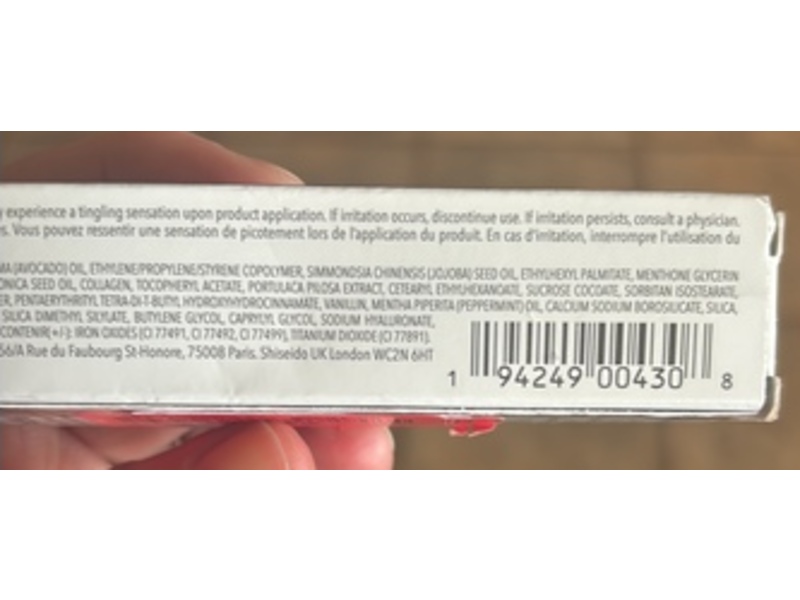 experience a tingling sensation upon product application. If irritation occurs, discontinue use. If irritation persists, consult a physician.
Vous pouvez ressentir une sensation de picotement lors de l'application du produit. En cas d'irritation, interrompre l'utilisation du
(AVOCADO) OIL, ETHYLENE/PROPYLENE/STYRENE COPOLYMER, SIMMONDSIA CHINENSIS (JOJOBA) SEED OIL, ETHYLHEXYL PALMITATE, MENTHONE GLYCERIN
SEED OIL, COLLAGEN, TOCOPHERYL ACETATE, PORTULACA PILOSA EXTRACT, CETEARYL ETHYLHEXANOATE, SUCROSE COCOATE, SORBITAN ISOSTEARATE,
PENTAERYTHRITYL TETRA-DI-T-BUTYL HYDROXYHYDROCINNAMATE, VANILLIN, MENTHA PIPERITA (PEPPERMINT) OIL, CALCIUM SODIUM BOROSILICATE, SILICA,
SILICA DIMETHYL SILYLATE, BUTYLENE GLYCOL, CAPRYLYL GLYCOL, SODIUM HYALURONATE,
CONTENIR(+/-): IRON OXIDES (CI 77491, CI 77492, CI 77499), TITANIUM DIOXIDE (CI 77891).
56/A Rue du Faubourg St-Honore, 75008 Paris. Shiseido UK London WC2N 6HT
1 94249 00430 8